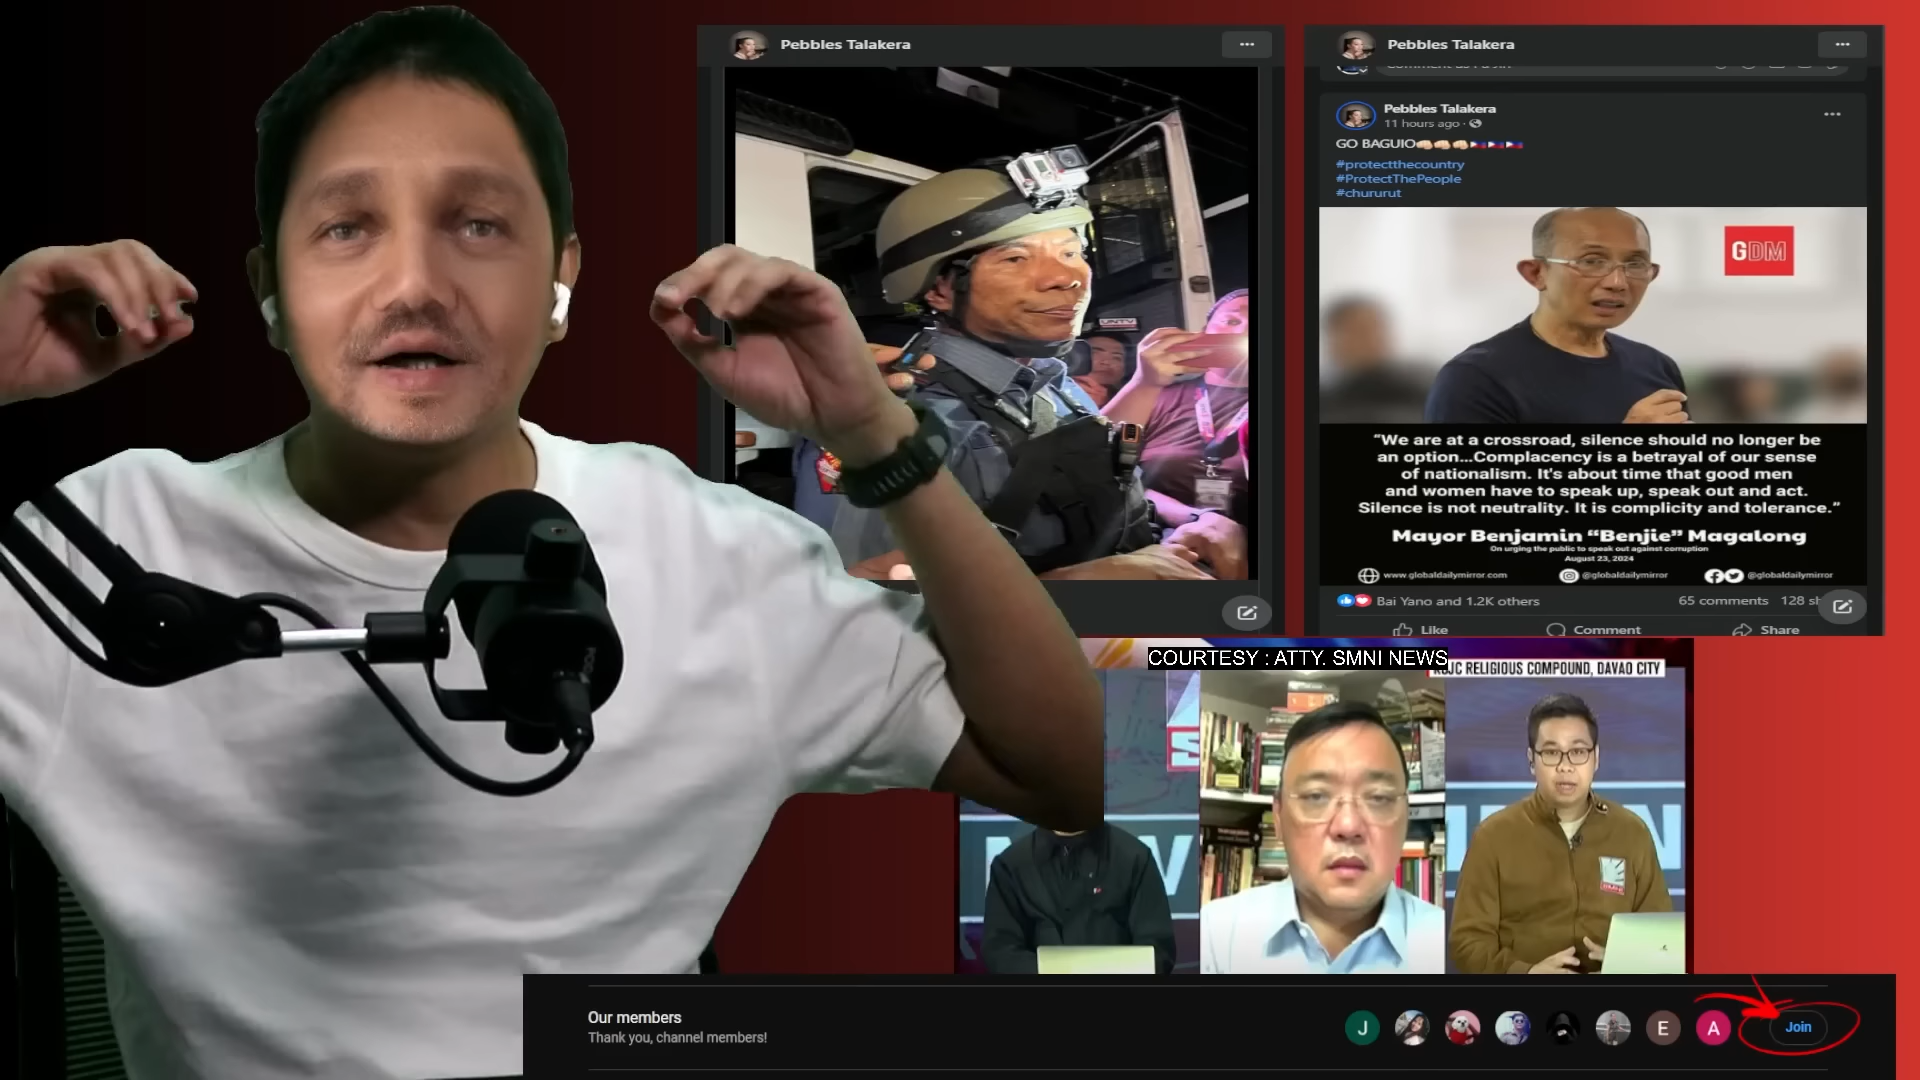 Pebbles Talakera
UNTV
Pebbles Talakera
Pebbles Talakera
11 hours ago
GO BAGUIO👊🏻👊🏻👊🏻🇵🇭🇵🇭🇵🇭
#protectthecountry
#ProtectThePeople
#chururut
GDM
“We are at a crossroad, silence should no longer be
an option...Complacency is a betrayal of our sense
of nationalism. It's about time that good men
and women have to speak up, speak out and act.
Silence is not neutrality. It is complicity and tolerance.”
Mayor Benjamin “Benjie” Magalong
On urging the public to speak out against corruption
August 23, 2024
www.globaldailymirror.com
@globaldailymirror
@globaldailymirror
Bai Yano and 1.2K others
65 comments
128 sh
Like
Comment
Share
COURTESY : ATTY. SMNI NEWS
RELIGIOUS COMPOUND, DAVAO CITY
Our members
Thank you, channel members!
J
E
A
Join